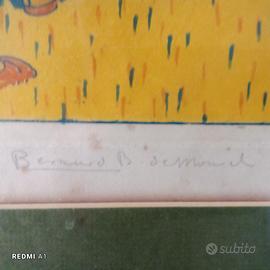 Bernard B. de Monvel
REDMI A1
subito